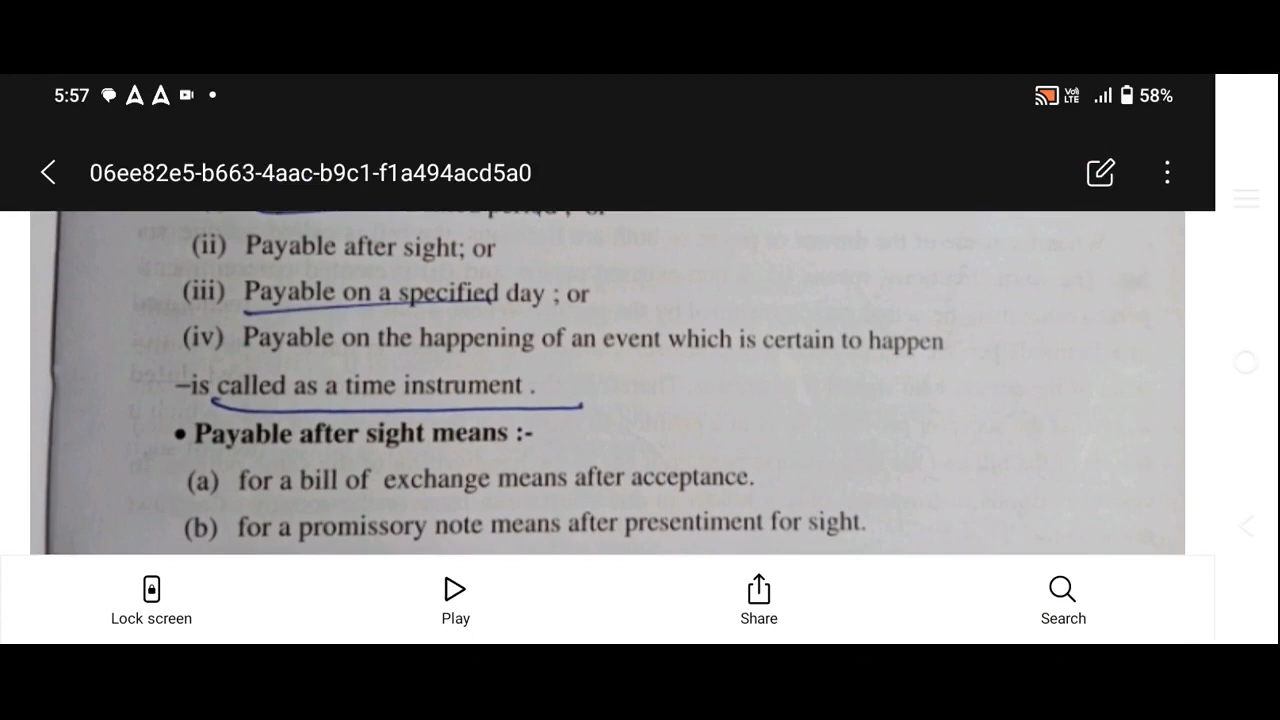 5:57
Vo) LTE 58%
06ee82e5-b663-4aac-b9c1-f1a494acd5a0
or
(ii) Payable after sight; or
(iii) Payable on a specified day ; or
(iv) Payable on the happening of an event which is certain to happen
–is called as a time instrument .
• Payable after sight means :-
(a) for a bill of exchange means after acceptance.
(b) for a promissory note means after presentiment for sight.
Lock screen Play Share Search